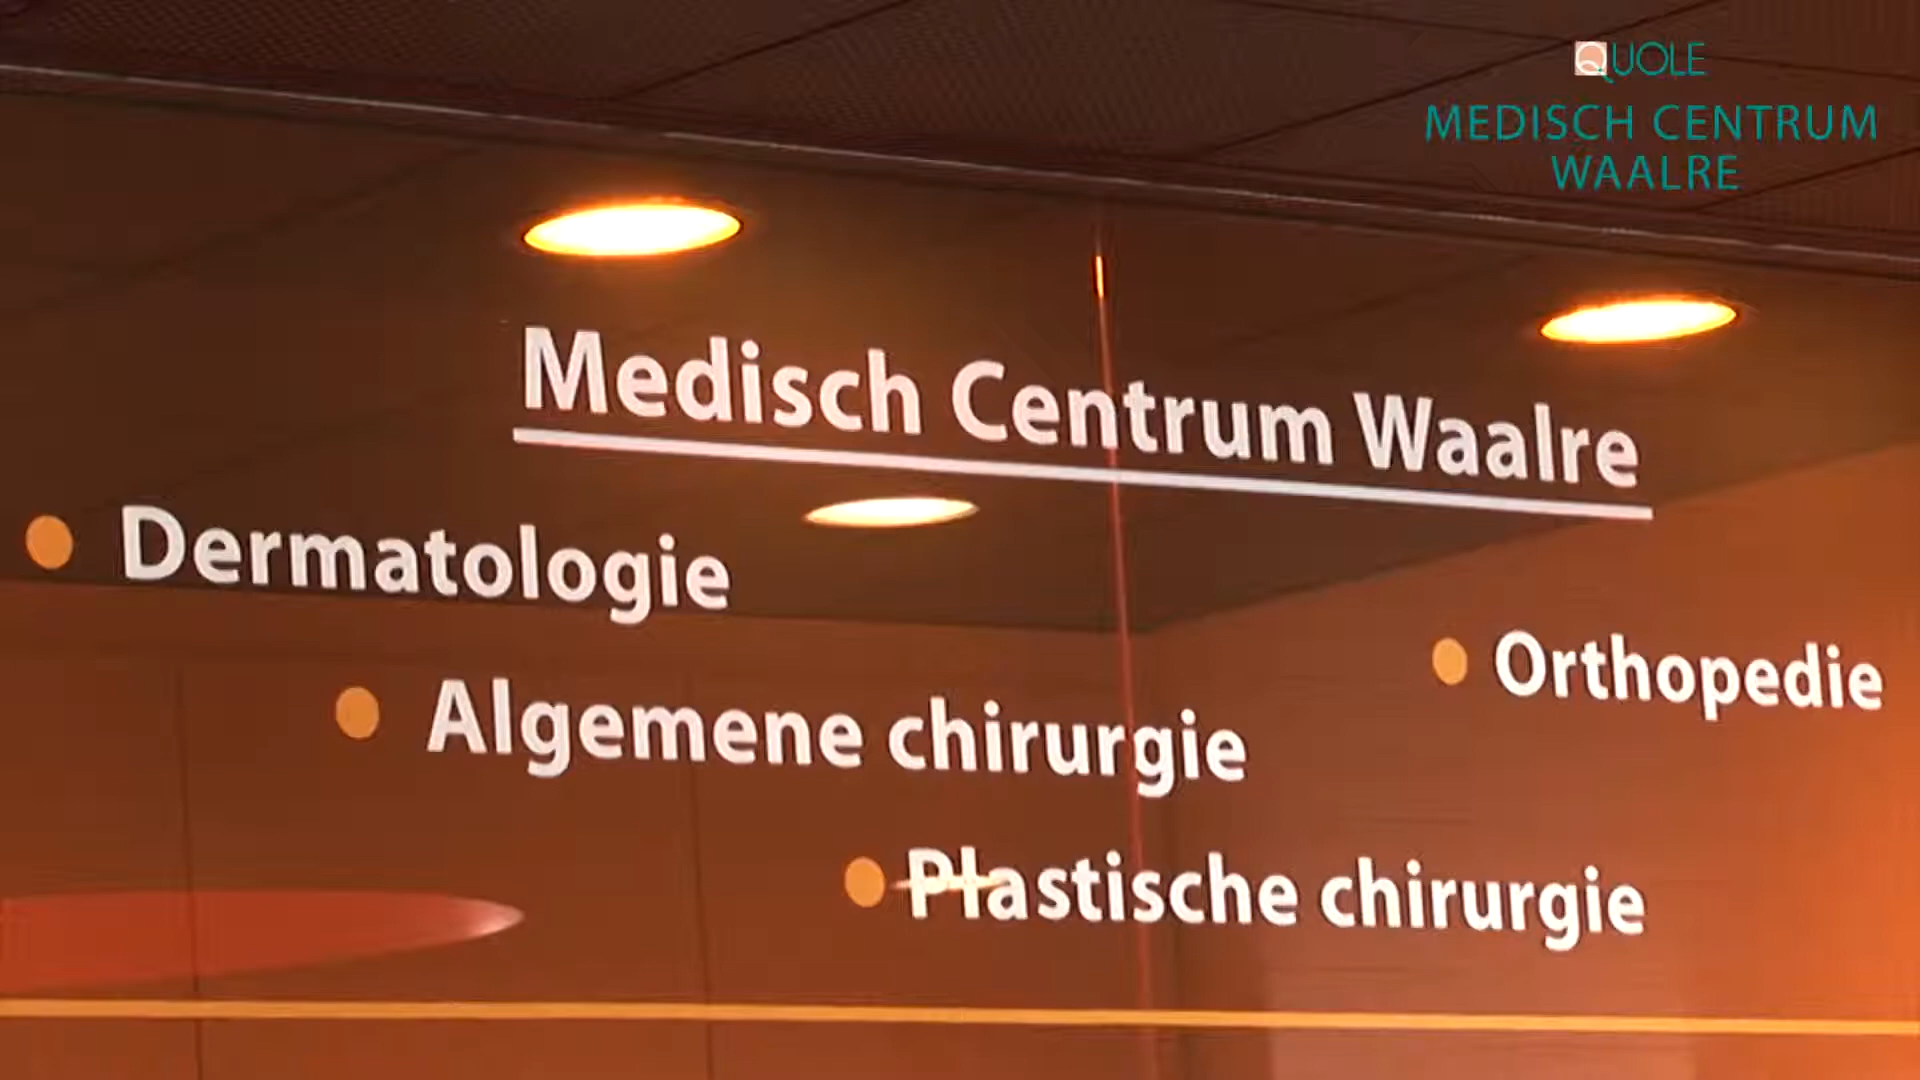 QUOLE
MEDISCH CENTRUM
WAALRE
Medisch Centrum Waalre
Dermatologie
Orthopedie
Algemene chirurgie
Plastische chirurgie